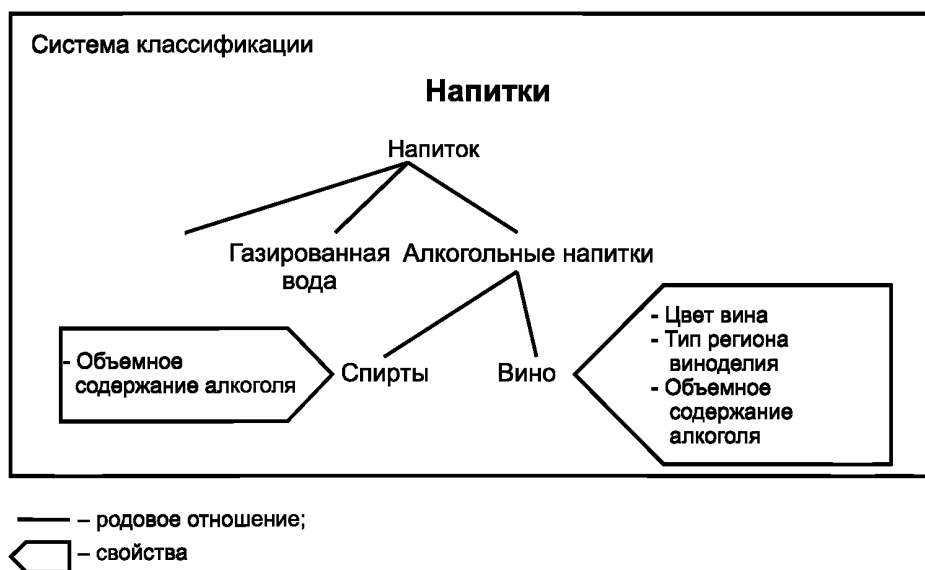 Система классификации
Напитки
Напиток
Газированная
вода
Алкогольные напитки
- Объемное
содержание алкоголя
Спирты
Вино
- Цвет вина
- Тип региона
виноделия
- Объемное
содержание
алкоголя
– родовое отношение;
– свойства